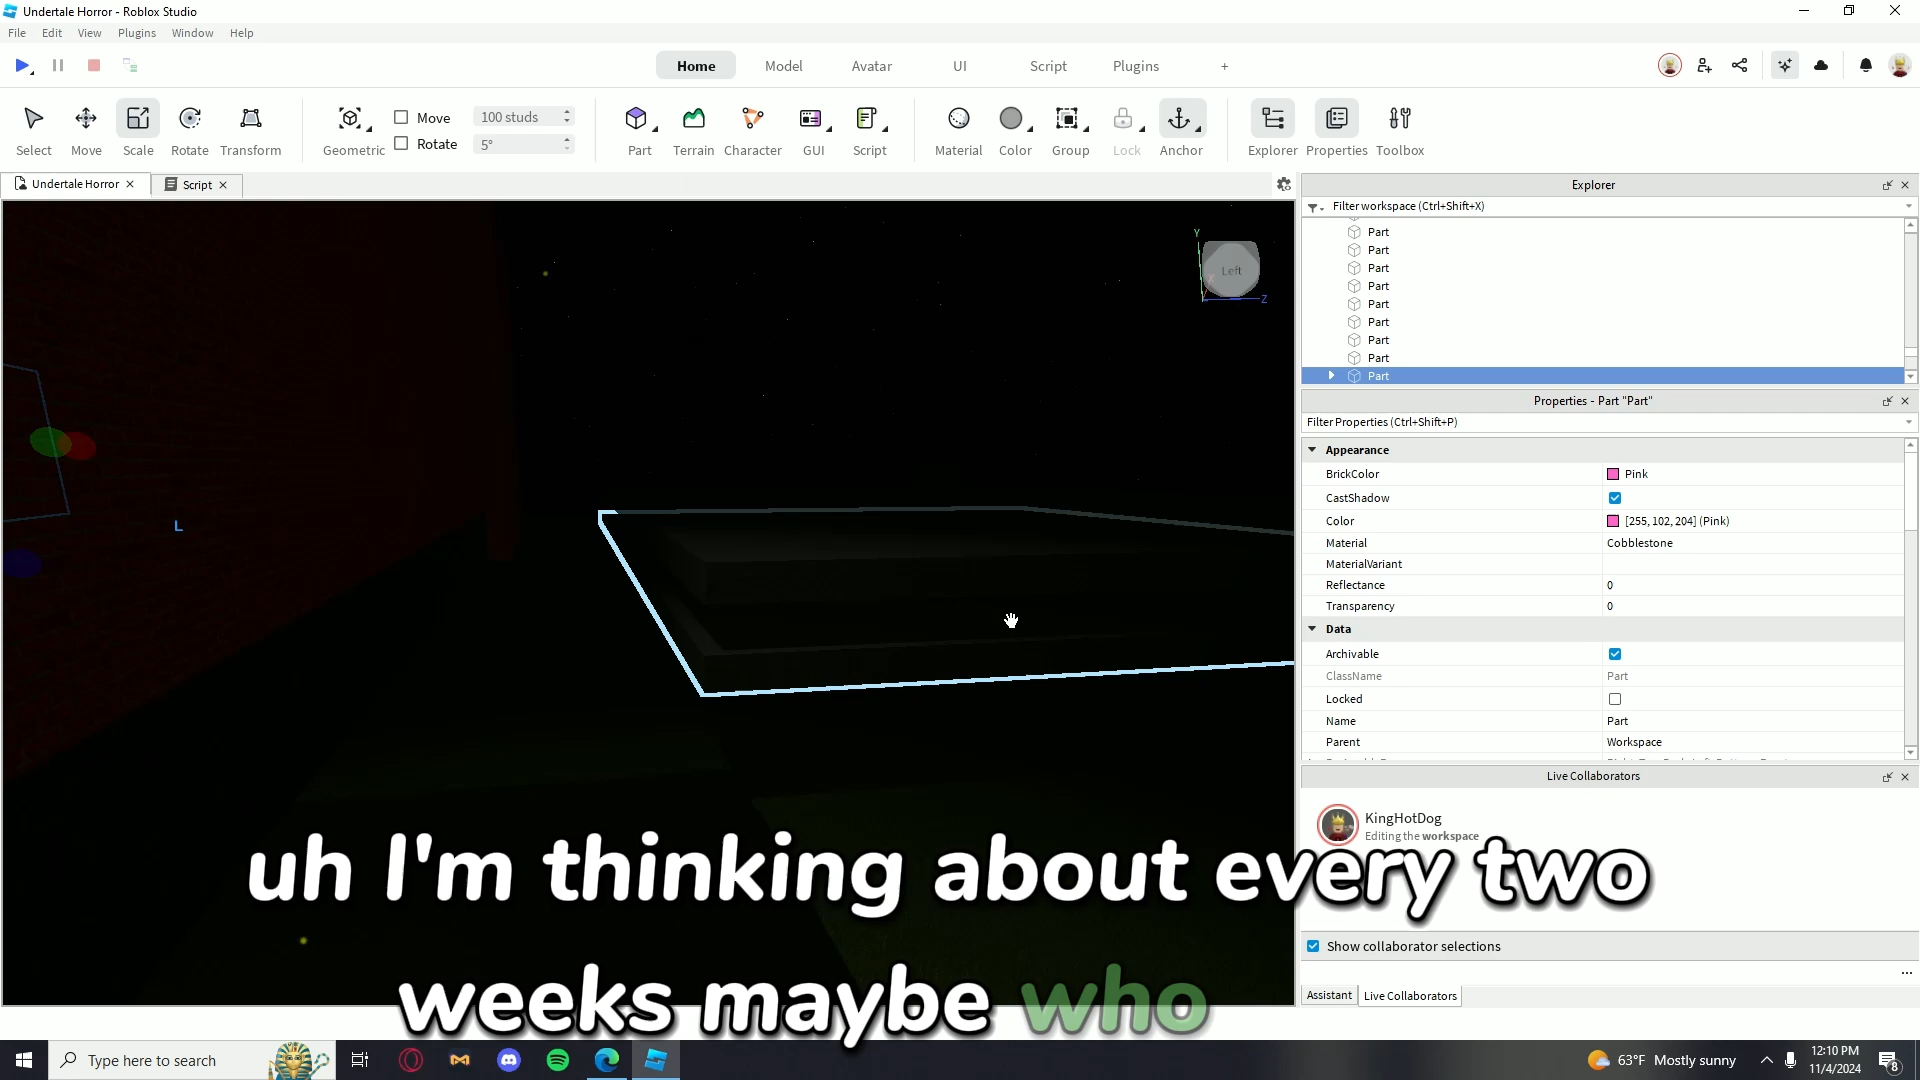 Undertale Horror - Roblox Studio
File Edit View Plugins Window Help
Home Model Avatar UI Script Plugins +
Move 100 studs
Rotate 5°
Select Move Scale Rotate Transform Geometric Part Terrain Character GUI Script Material Color Group Lock Anchor Explorer Properties Toolbox
Undertale Horror Script
Explorer
Filter workspace (Ctrl+Shift+X)
Part
Part
Part
Part
Part
Part
Part
Part
Part
Y
Left
X
Z
L
Properties - Part "Part"
Filter Properties (Ctrl+Shift+P)
Appearance
BrickColor Pink
CastShadow
Color [255, 102, 204] (Pink)
Material Cobblestone
MaterialVariant
Reflectance 0
Transparency 0
Data
Archivable
ClassName Part
Locked
Name Part
Parent Workspace
Live Collaborators
KingHotDog
Editing the workspace
uh I'm thinking about every two
weeks maybe who
Show collaborator selections
...
Assistant Live Collaborators
Type here to search
63°F Mostly sunny
12:10 PM
11/4/2024
8